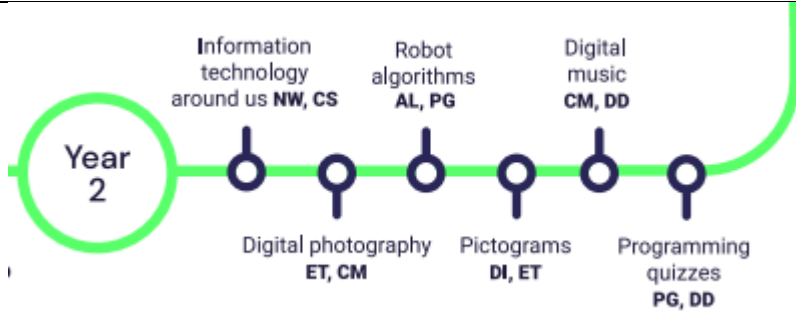 Year
2
Information
technology
around us NW, CS
Digital photography
ET, CM
Robot
algorithms
AL, PG
Pictograms
DI, ET
Digital
music
CM, DD
Programming
quizzes
PG, DD